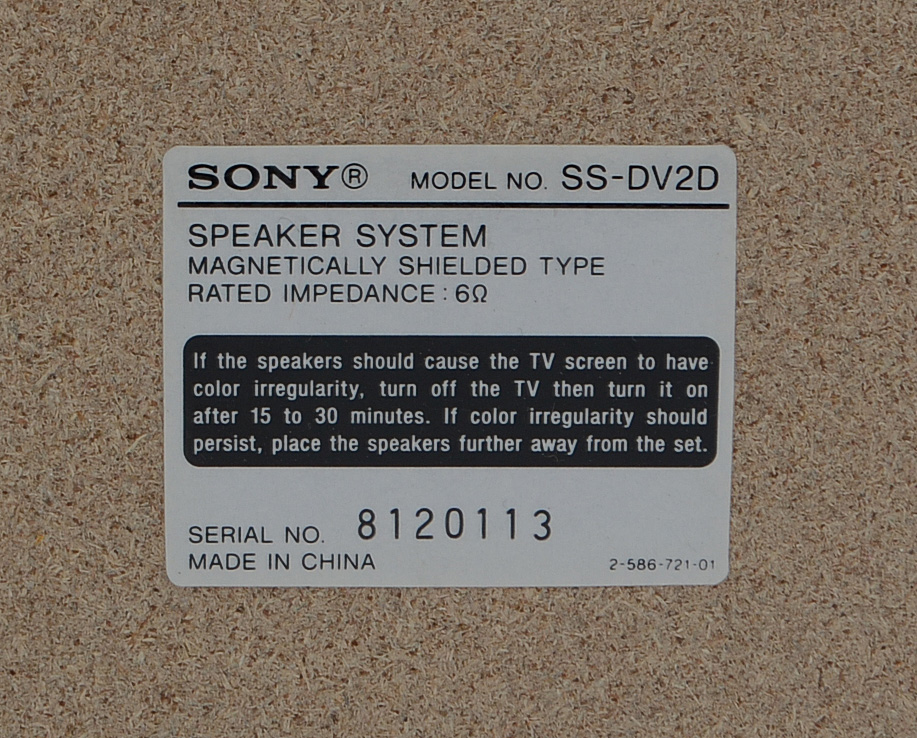 SONY® MODEL NO. SS-DV2D
SPEAKER SYSTEM
MAGNETICALLY SHIELDED TYPE
RATED IMPEDANCE : 6Ω
If the speakers should cause the TV screen to have
color irregularity, turn off the TV then turn it on
after 15 to 30 minutes. If color irregularity should
persist, place the speakers further away from the set.
SERIAL NO. 8120113
MADE IN CHINA 2-586-721-01